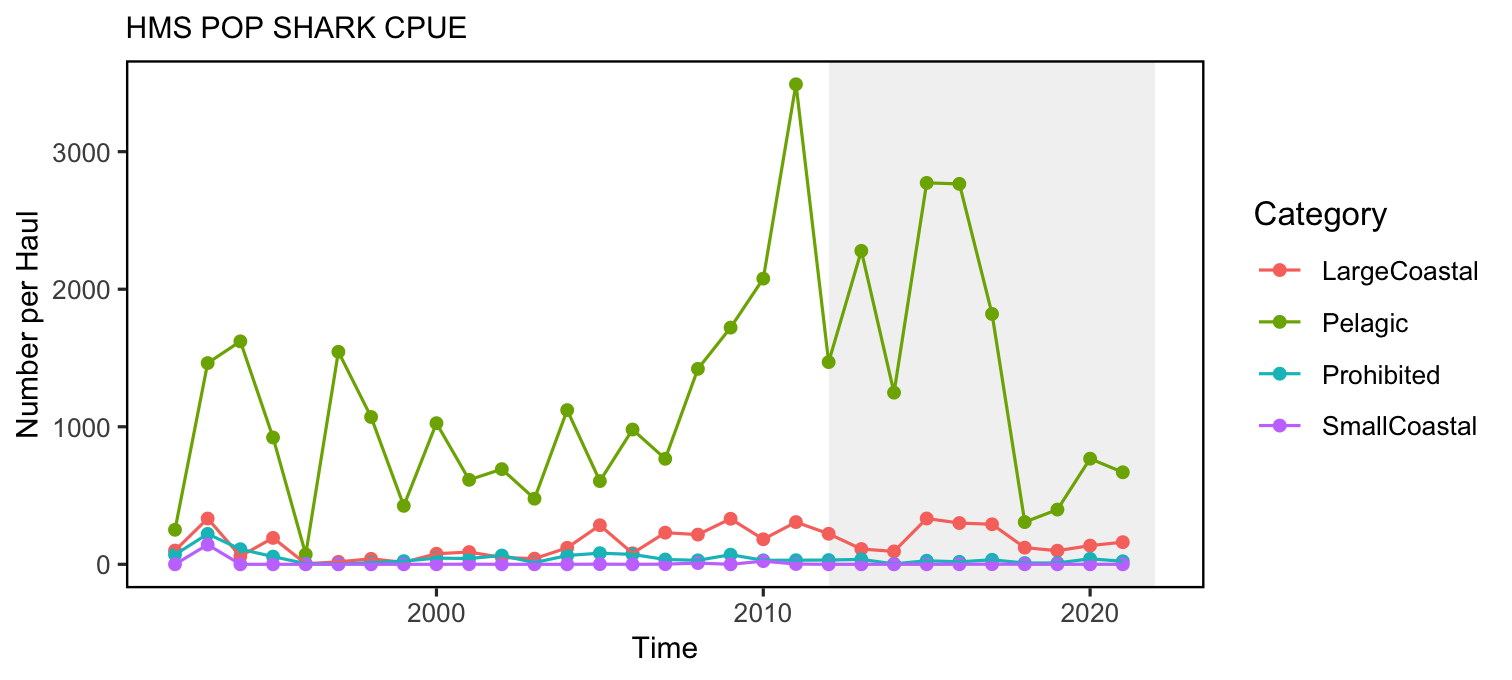 HMS POP SHARK CPUE
Number per Haul
3000
2000
1000
0
2000
2010
2020
Time
Category
LargeCoastal
Pelagic
Prohibited
SmallCoastal